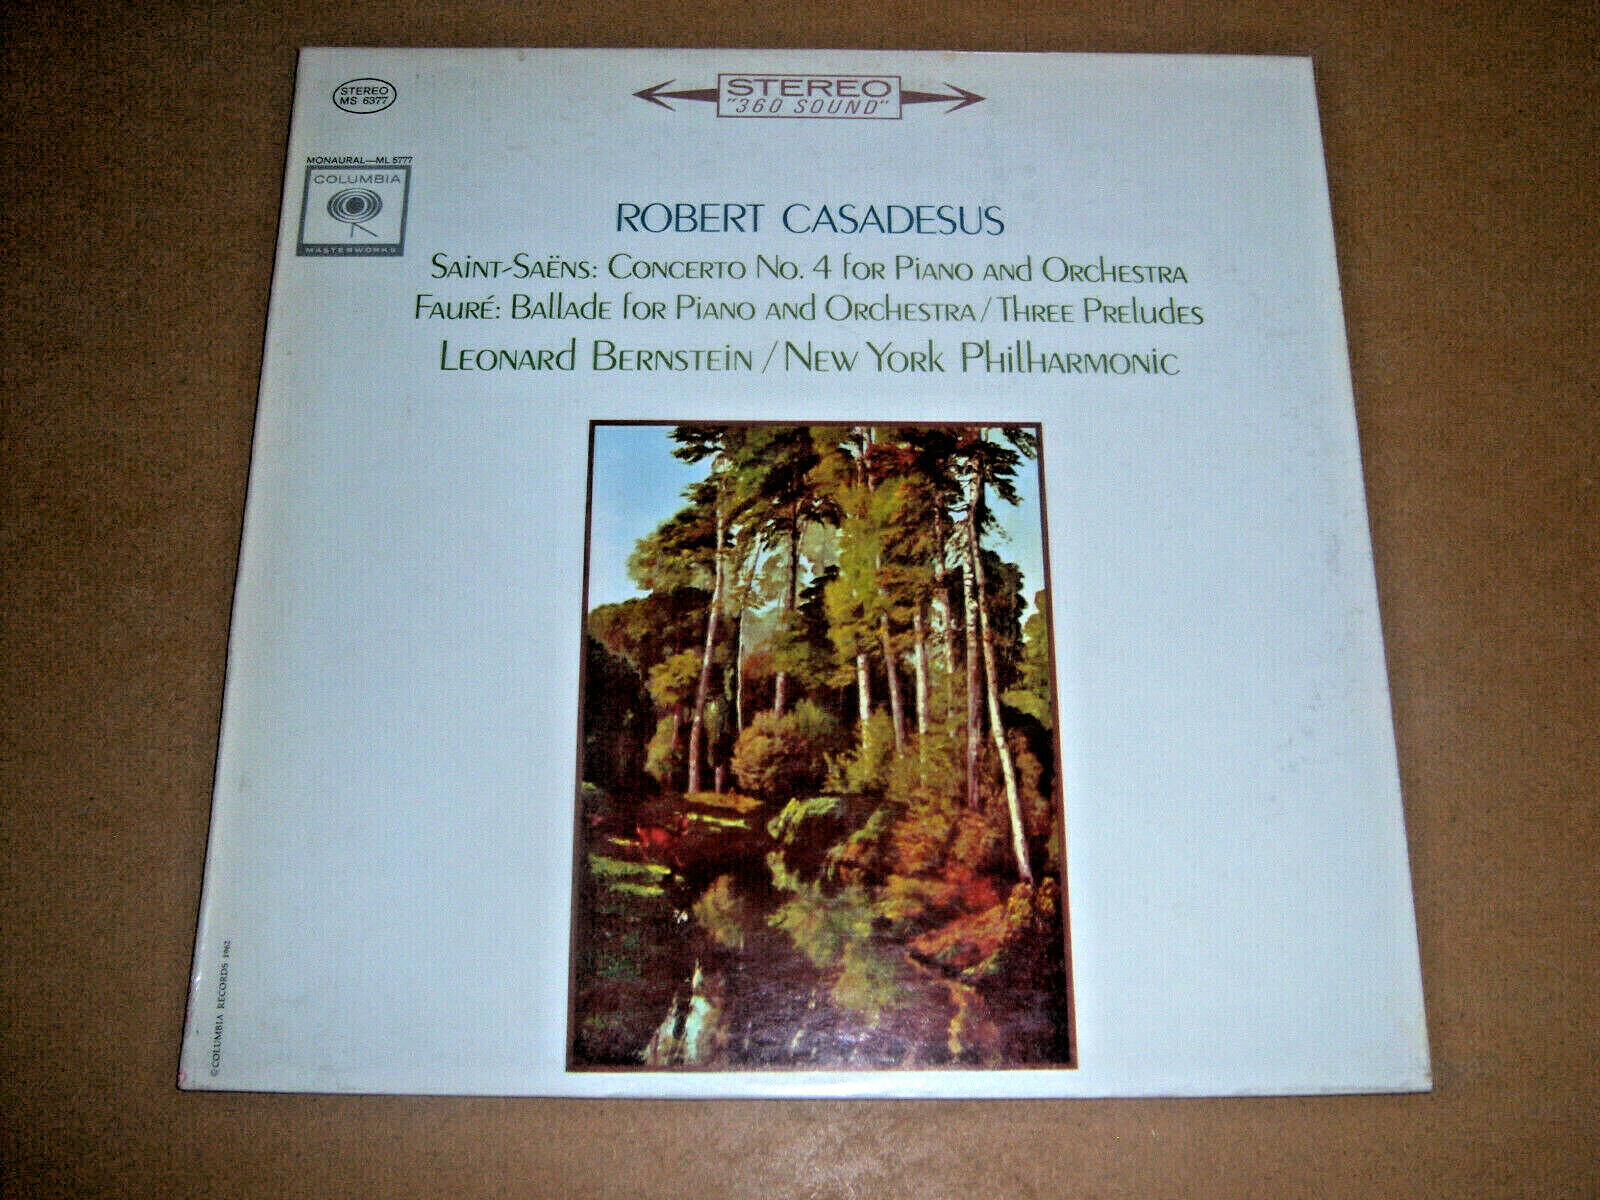 STEREO
MS 6377
STEREO
"360 SOUND"
MONAURAL—ML 5777
COLUMBIA
MASTERWORKS
ROBERT CASADESUS
SAINT-SAËNS: CONCERTO NO. 4 FOR PIANO AND ORCHESTRA
FAURÉ: BALLADE FOR PIANO AND ORCHESTRA / THREE PRELUDES
LEONARD BERNSTEIN / NEW YORK PHILHARMONIC
© COLUMBIA RECORDS 1962